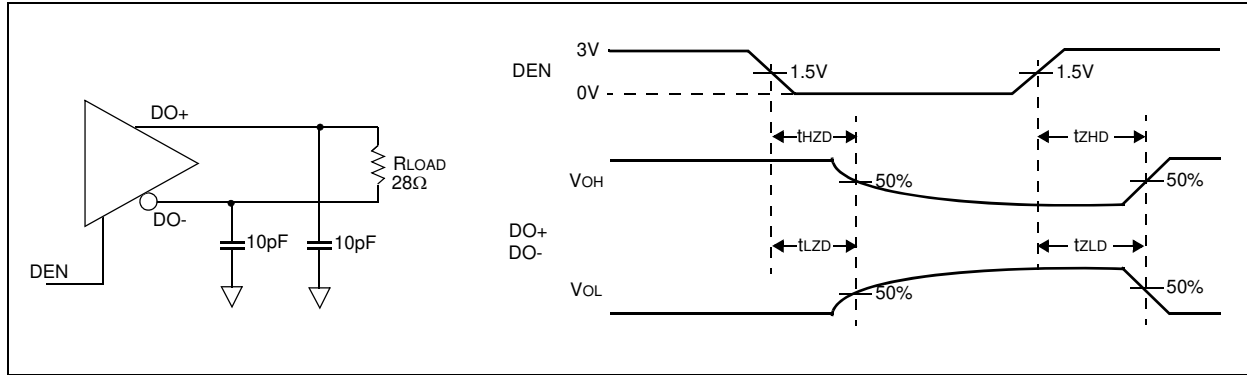 DO+
RLOAD
28Ω
DO-
10pF
10pF
DEN
3V
DEN
1.5V
1.5V
0V
tHZD
tZHD
VOH
50%
50%
DO+
DO-
tLZD
tZLD
VOL
50%
50%